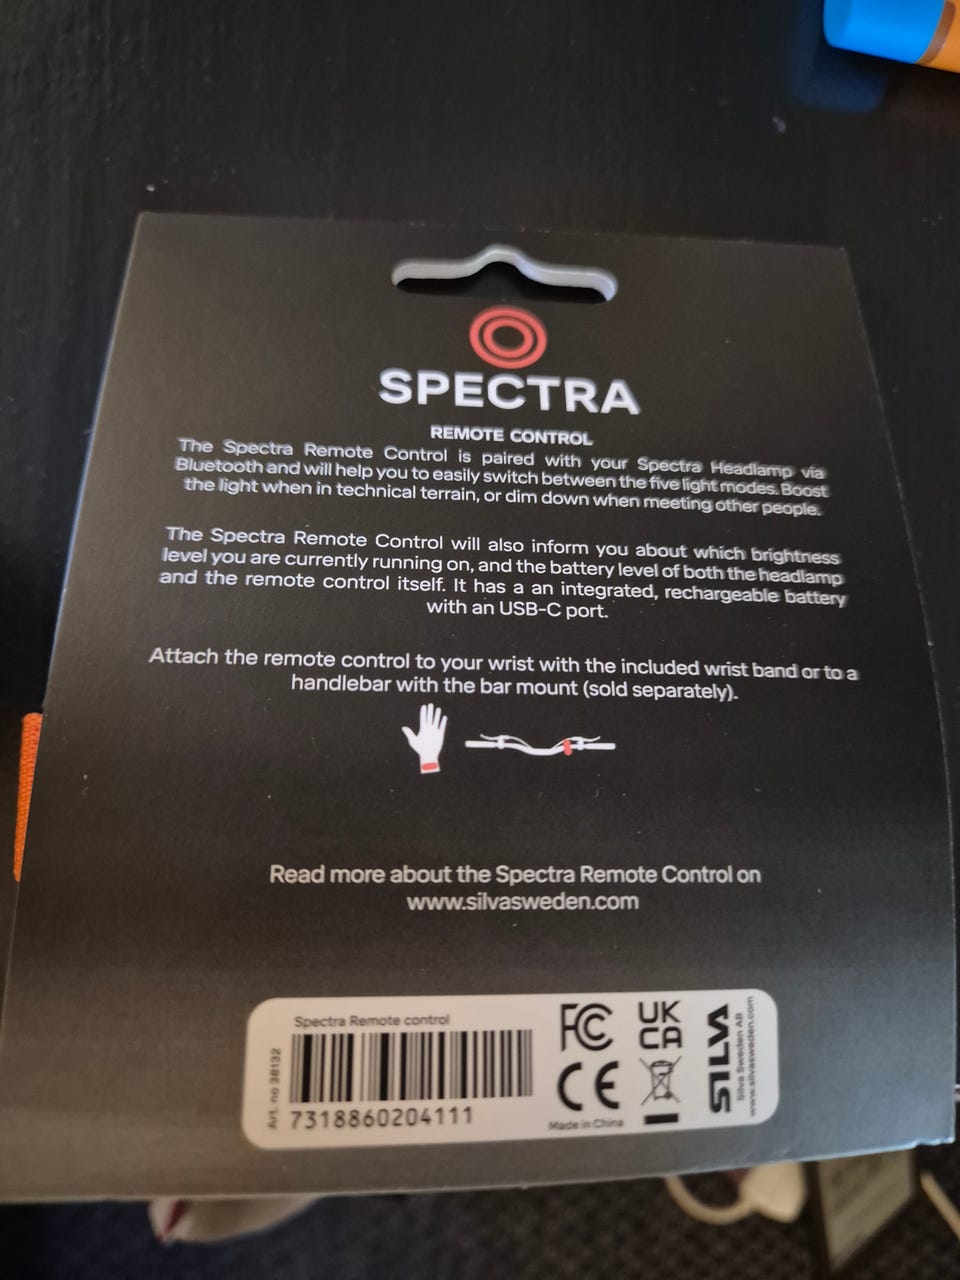 SPECTRA
REMOTE CONTROL
The Spectra Remote Control is paired with your Spectra Headlamp via
Bluetooth and will help you to easily switch between the five light modes. Boost
the light when in technical terrain, or dim down when meeting other people.
The Spectra Remote Control will also inform you about which brightness
level you are currently running on, and the battery level of both the headlamp
and the remote control itself. It has a an integrated, rechargeable battery
with an USB-C port.
Attach the remote control to your wrist with the included wrist band or to a
handlebar with the bar mount (sold separately).
Read more about the Spectra Remote Control on
www.silvasweden.com
Art. no 38132
Spectra Remote control
7318860204111
FC
UK
CA
CE
Made in China
SILVA
Silva Sweden AB
www.silvasweden.com